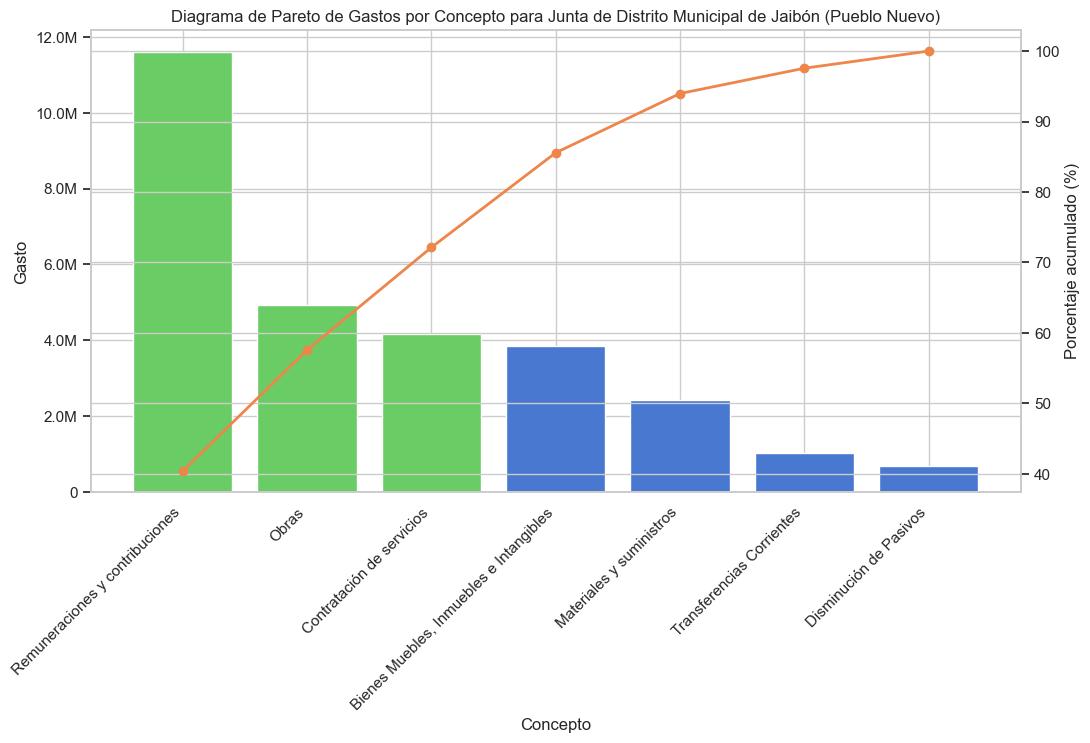 Diagrama de Pareto de Gastos por Concepto para Junta de Distrito Municipal de Jaibón (Pueblo Nuevo)
12.0M
10.0M
8.0M
6.0M
4.0M
2.0M
0
Gasto
100
90
80
70
60
50
40
Porcentaje acumulado (%)
Remuneraciones y contribuciones
Obras
Contratación de servicios
Bienes Muebles, Inmuebles e Intangibles
Materiales y suministros
Transferencias Corrientes
Disminución de Pasivos
Concepto